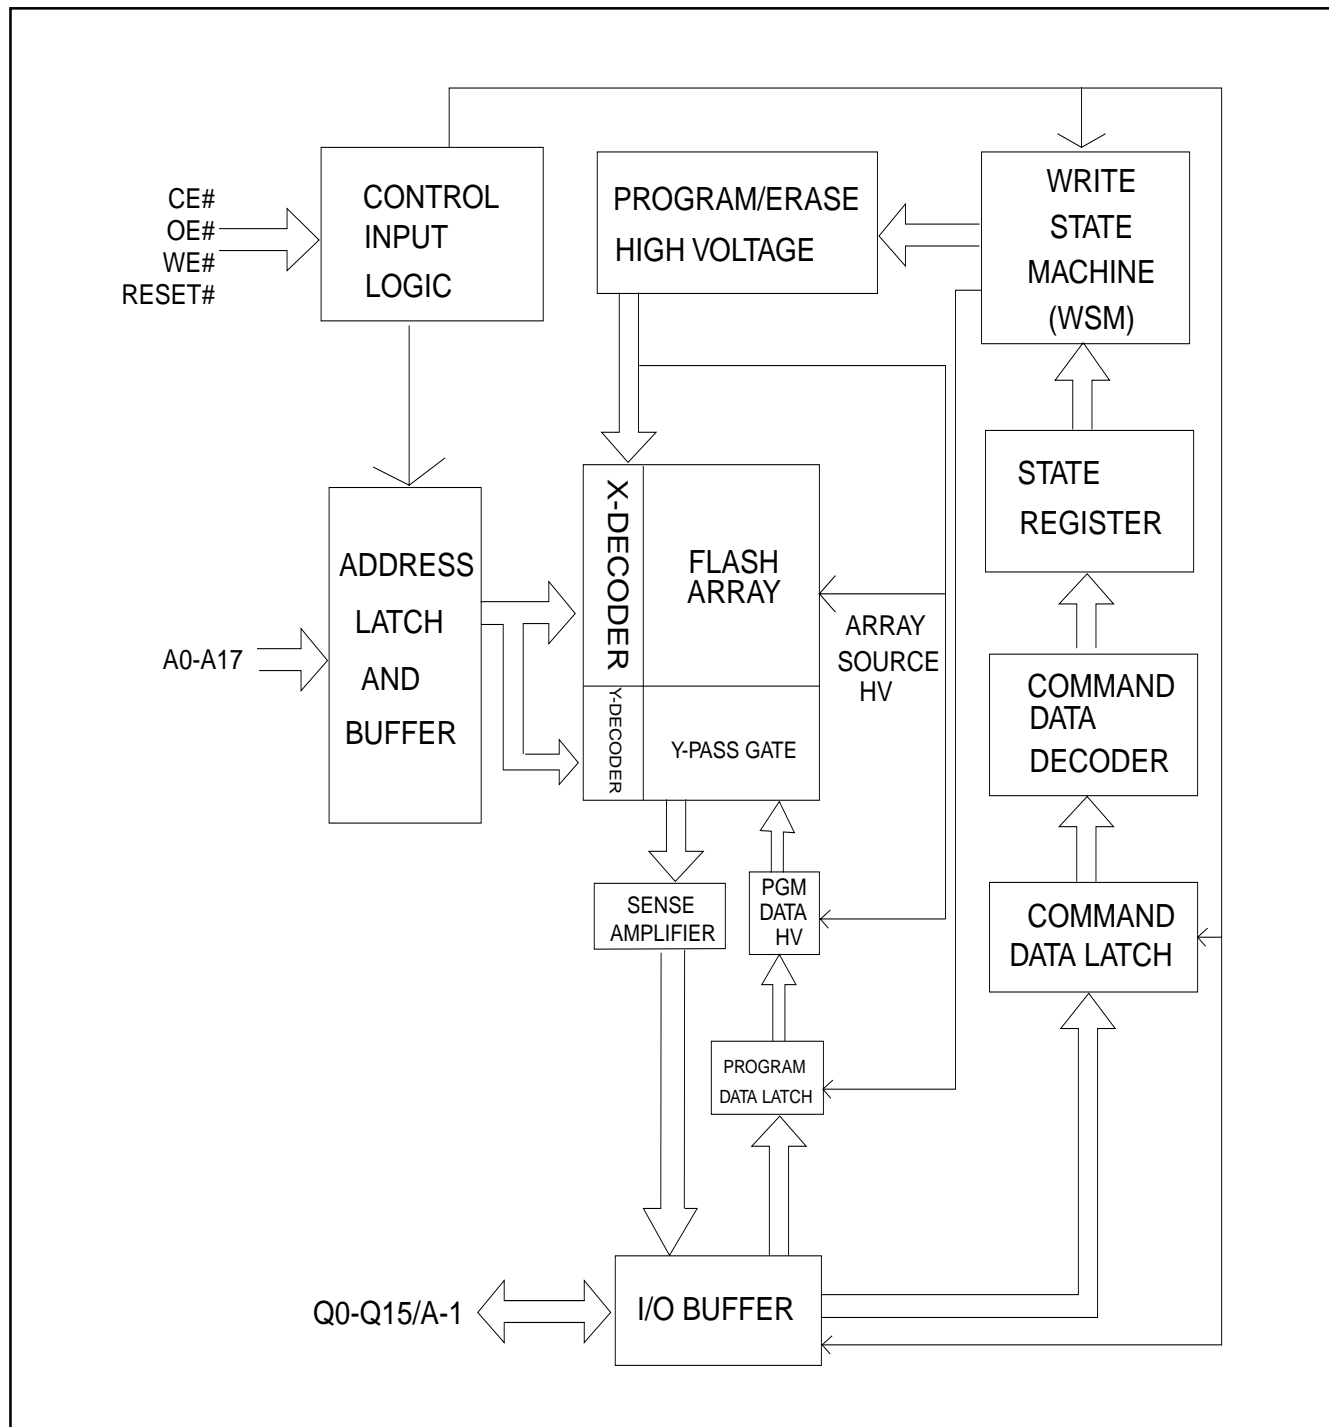 CE#
OE#
WE#
RESET#
CONTROL
INPUT
LOGIC
PROGRAM/ERASE
HIGH VOLTAGE
WRITE
STATE
MACHINE
(WSM)
STATE
REGISTER
X-DECODER
FLASH
ARRAY
ADDRESS
LATCH
AND
BUFFER
A0-A17
ARRAY
SOURCE
HV
Y-DECODER
Y-PASS GATE
COMMAND
DATA
DECODER
SENSE
AMPLIFIER
PGM
DATA
HV
COMMAND
DATA LATCH
PROGRAM
DATA LATCH
Q0-Q15/A-1
I/O BUFFER